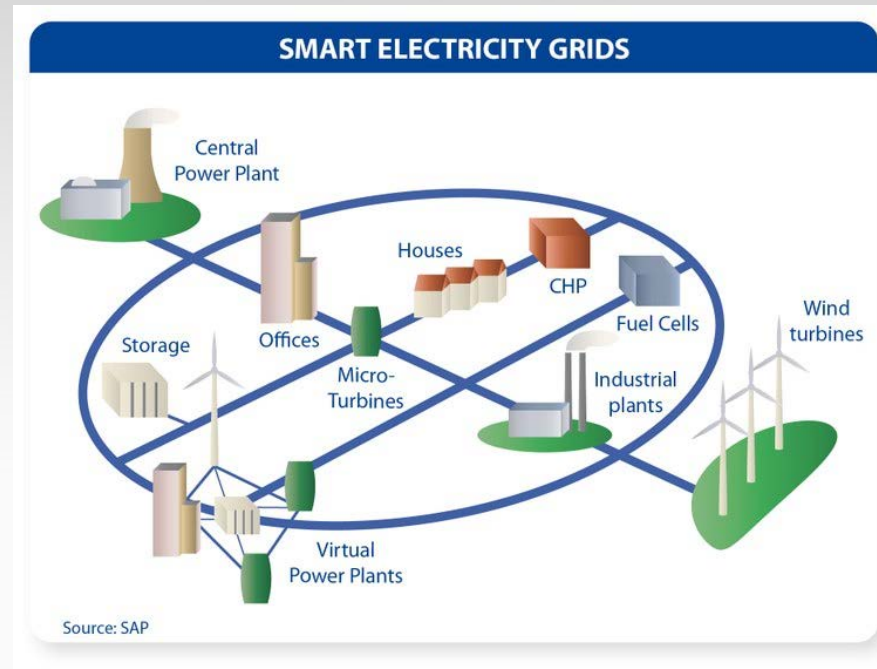 SMART ELECTRICITY GRIDS
Central
Power Plant
Houses
CHP
Fuel Cells
Wind
turbines
Offices
Storage
Micro-
Turbines
Industrial
plants
Virtual
Power Plants
Source: SAP